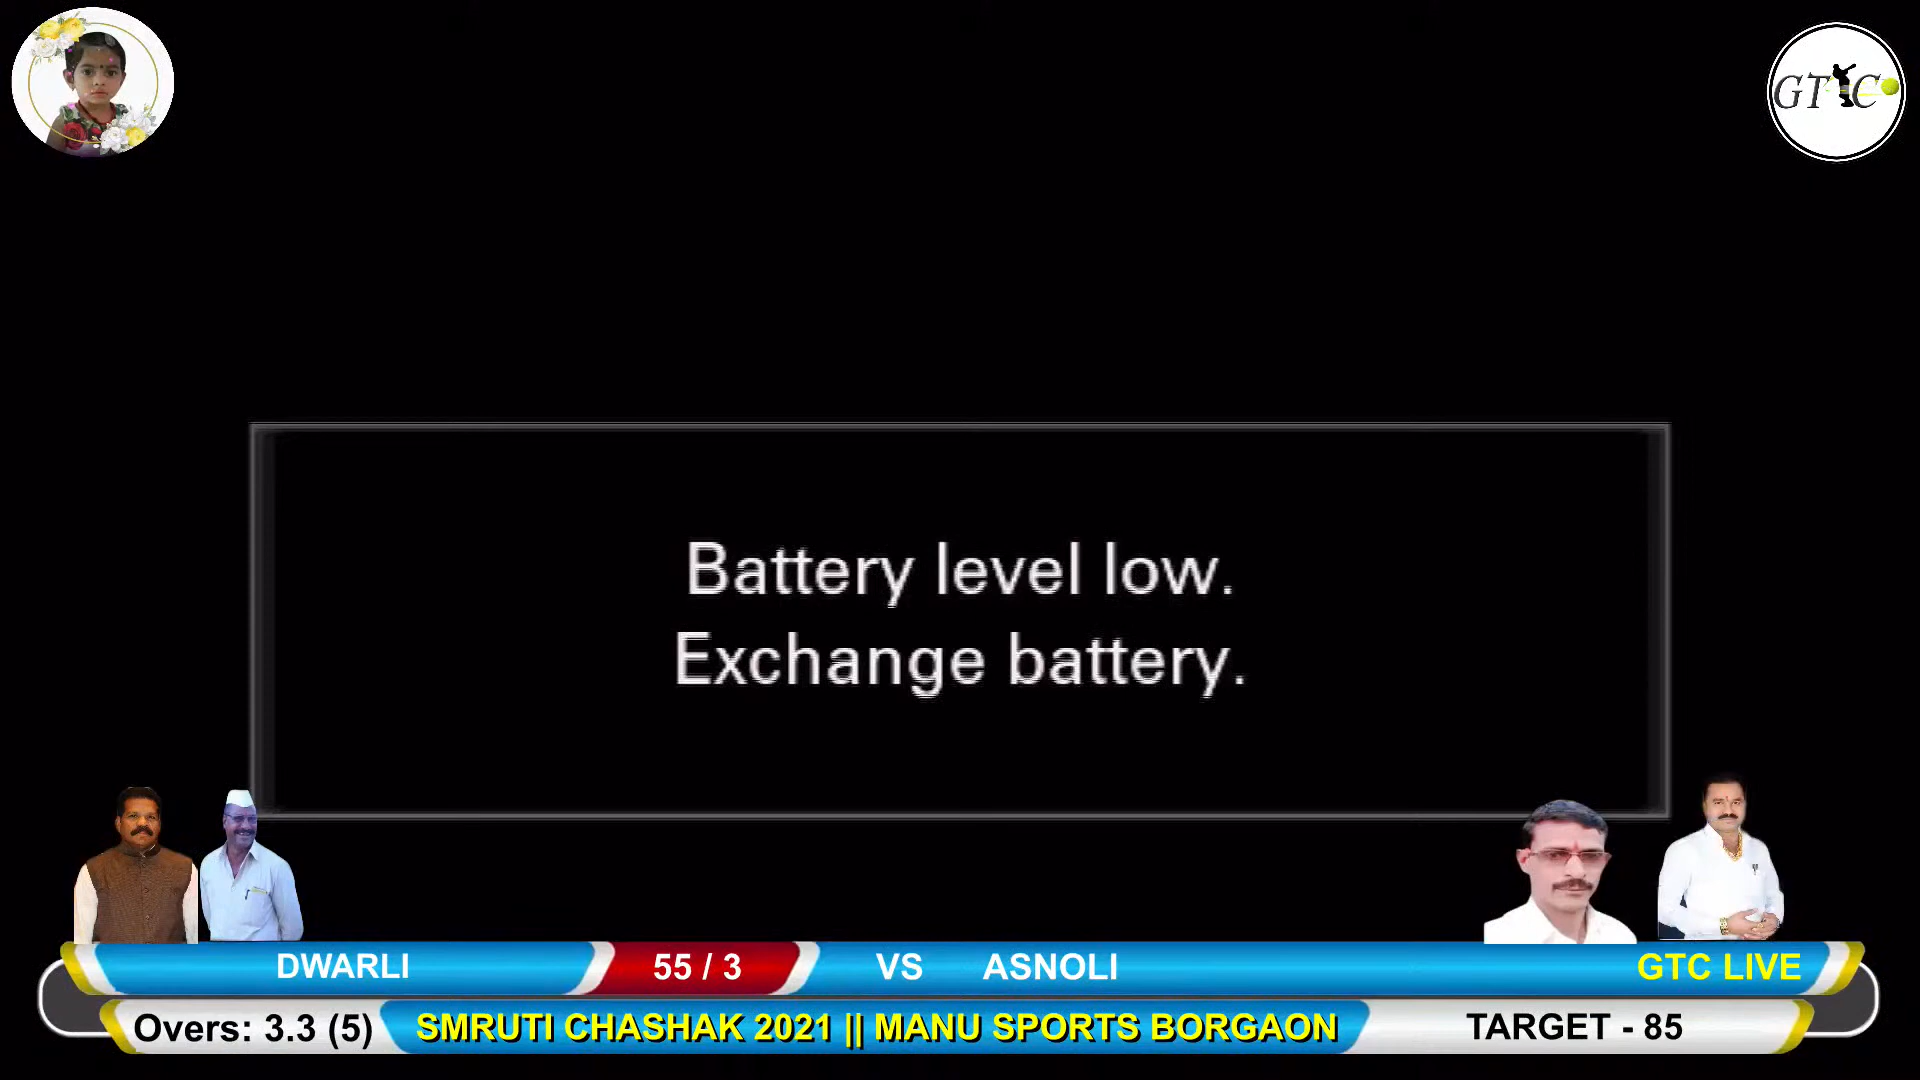 GTC
Battery level low.
Exchange battery.
DWARLI
55 / 3
VS
ASNOLI
GTC LIVE
Overs: 3.3 (5)
SMRUTI CHASHAK 2021 || MANU SPORTS BORGAON
TARGET - 85